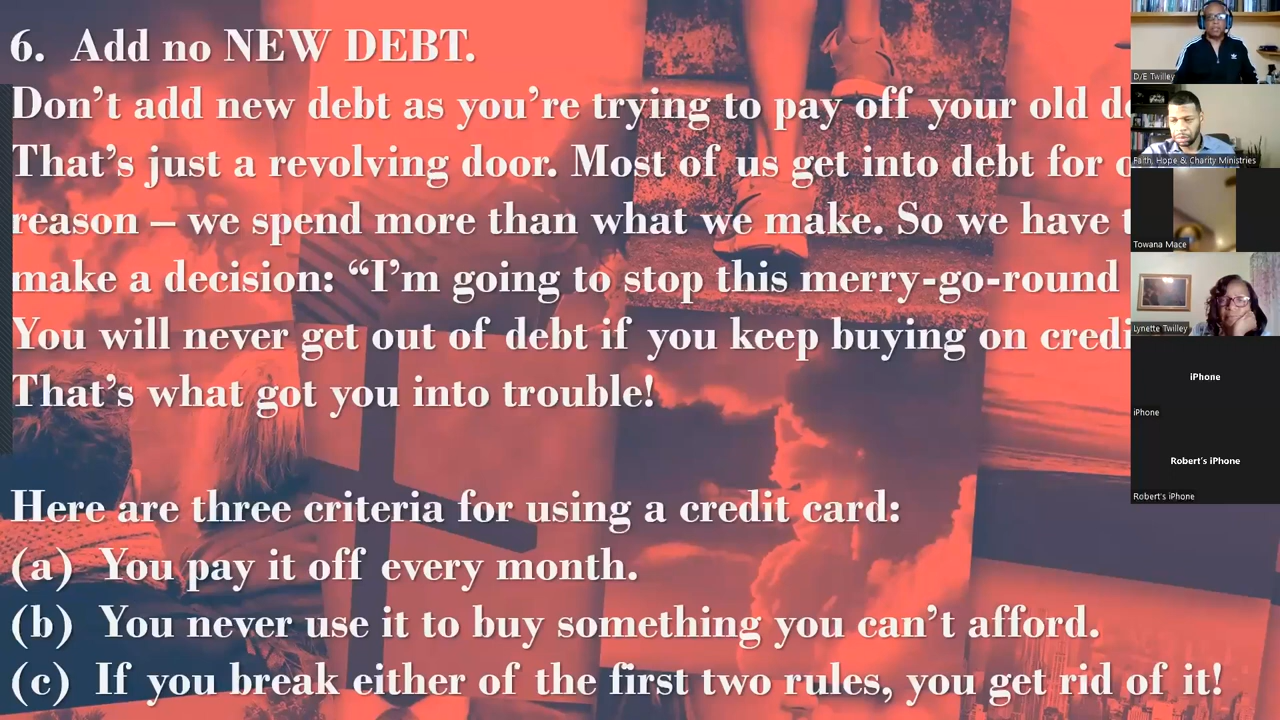 6. Add no NEW DEBT.
Don't add new debt as you're trying to pay off your old
That's just a revolving door. Most of us get into debt for
reason – we spend more than what we make. So we have
make a decision: “I'm going to stop this merry-go-round
You will never get out of debt if you keep buying on
That's what got you into trouble!
Here are three criteria for using a credit card:
(a) You pay it off every month.
(b) You never use it to buy something you can't afford.
(c) If you break either of the first two rules, you get rid of it!
D/E Twilley
Faith, Hope & Charity Ministries
Towana Mace
Lynette Twilley
iPhone
iPhone
Robert's iPhone
Robert's iPhone